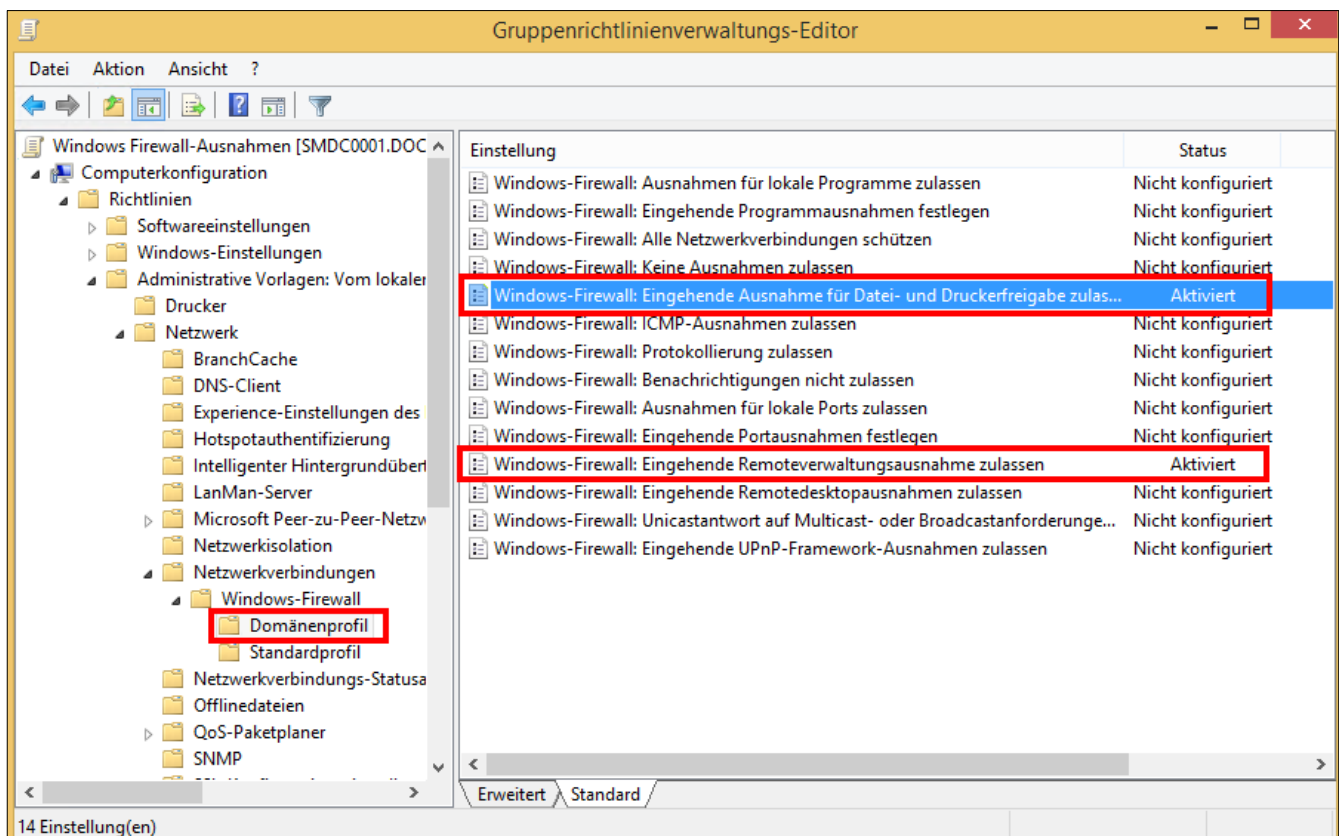 Gruppenrichtlinienverwaltungs-Editor
Datei Aktion Ansicht ?
Windows Firewall-Ausnahmen [SMDC0001.DOC
Computerkonfiguration
Richtlinien
Softwareeinstellungen
Windows-Einstellungen
Administrative Vorlagen: Vom lokaler
Drucker
Netzwerk
BranchCache
DNS-Client
Experience-Einstellungen des
Hotspotauthentifizierung
Intelligenter Hintergrundübert
LanMan-Server
Microsoft Peer-zu-Peer-Netzw
Netzwerkisolation
Netzwerkverbindungen
Windows-Firewall
Domänenprofil
Standardprofil
Netzwerkverbindungs-Statusa
Offlinedateien
QoS-Paketplaner
SNMP
Einstellung Status
Windows-Firewall: Ausnahmen für lokale Programme zulassen Nicht konfiguriert
Windows-Firewall: Eingehende Programmausnahmen festlegen Nicht konfiguriert
Windows-Firewall: Alle Netzwerkverbindungen schützen Nicht konfiguriert
Windows-Firewall: Keine Ausnahmen zulassen Nicht konfiguriert
Windows-Firewall: Eingehende Ausnahme für Datei- und Druckerfreigabe zulas... Aktiviert
Windows-Firewall: ICMP-Ausnahmen zulassen Nicht konfiguriert
Windows-Firewall: Protokollierung zulassen Nicht konfiguriert
Windows-Firewall: Benachrichtigungen nicht zulassen Nicht konfiguriert
Windows-Firewall: Ausnahmen für lokale Ports zulassen Nicht konfiguriert
Windows-Firewall: Eingehende Portausnahmen festlegen Nicht konfiguriert
Windows-Firewall: Eingehende Remoteverwaltungsausnahme zulassen Aktiviert
Windows-Firewall: Eingehende Remotedesktopausnahmen zulassen Nicht konfiguriert
Windows-Firewall: Unicastantwort auf Multicast- oder Broadcastanforderunge... Nicht konfiguriert
Windows-Firewall: Eingehende UPnP-Framework-Ausnahmen zulassen Nicht konfiguriert
Erweitert Standard
14 Einstellung(en)